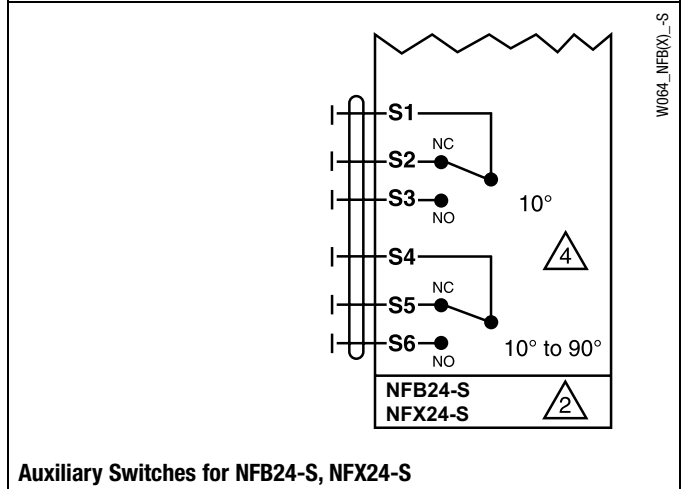 W064_NFB(X)_-S
S1
NC
S2
S3
NO
10°
4
S4
NC
S5
S6
NO
10° to 90°
NFB24-S
NFX24-S
2
Auxiliary Switches for NFB24-S, NFX24-S